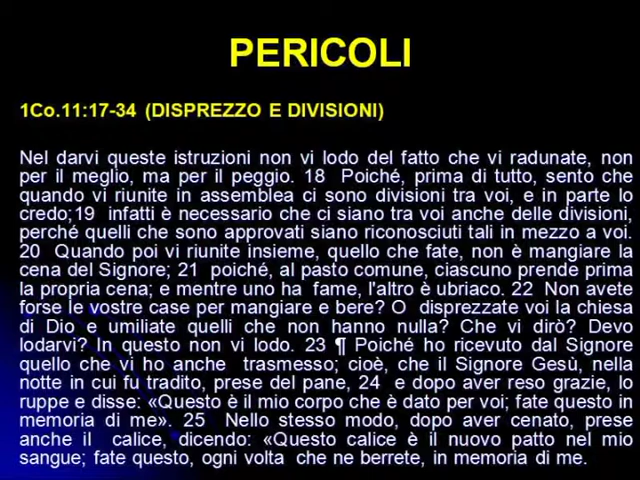 PERICOLI
1Co.11:17-34 (DISPREZZO E DIVISIONI)
Nel darvi queste istruzioni non vi lodo del fatto che vi radunate, non
per il meglio, ma per il peggio. 18 Poiché, prima di tutto, sento che
quando vi riunite in assemblea ci sono divisioni tra voi, e in parte lo
credo;19 infatti è necessario che ci siano tra voi anche delle divisioni,
perché quelli che sono approvati siano riconosciuti tali in mezzo a voi.
20 Quando poi vi riunite insieme, quello che fate, non è mangiare la
cena del Signore; 21 poiché, al pasto comune, ciascuno prende prima
la propria cena; e mentre uno ha fame, l'altro è ubriaco. 22 Non avete
forse le vostre case per mangiare e bere? O disprezzate voi la chiesa
di Dio e umiliate quelli che non hanno nulla? Che vi dirò? Devo
lodarvi? In questo non vi lodo. 23 ¶ Poiché ho ricevuto dal Signore
quello che vi ho anche trasmesso; cioè, che il Signore Gesù, nella
notte in cui fu tradito, prese del pane, 24 e dopo aver reso grazie, lo
ruppe e disse: «Questo è il mio corpo che è dato per voi; fate questo in
memoria di me». 25 Nello stesso modo, dopo aver cenato, prese
anche il calice, dicendo: «Questo calice è il nuovo patto nel mio
sangue; fate questo, ogni volta che ne berrete, in memoria di me.